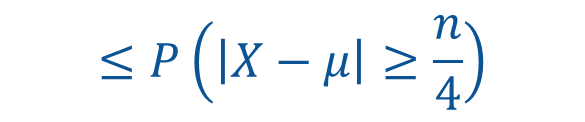 ≤ P(|X − μ| ≥ n/4)